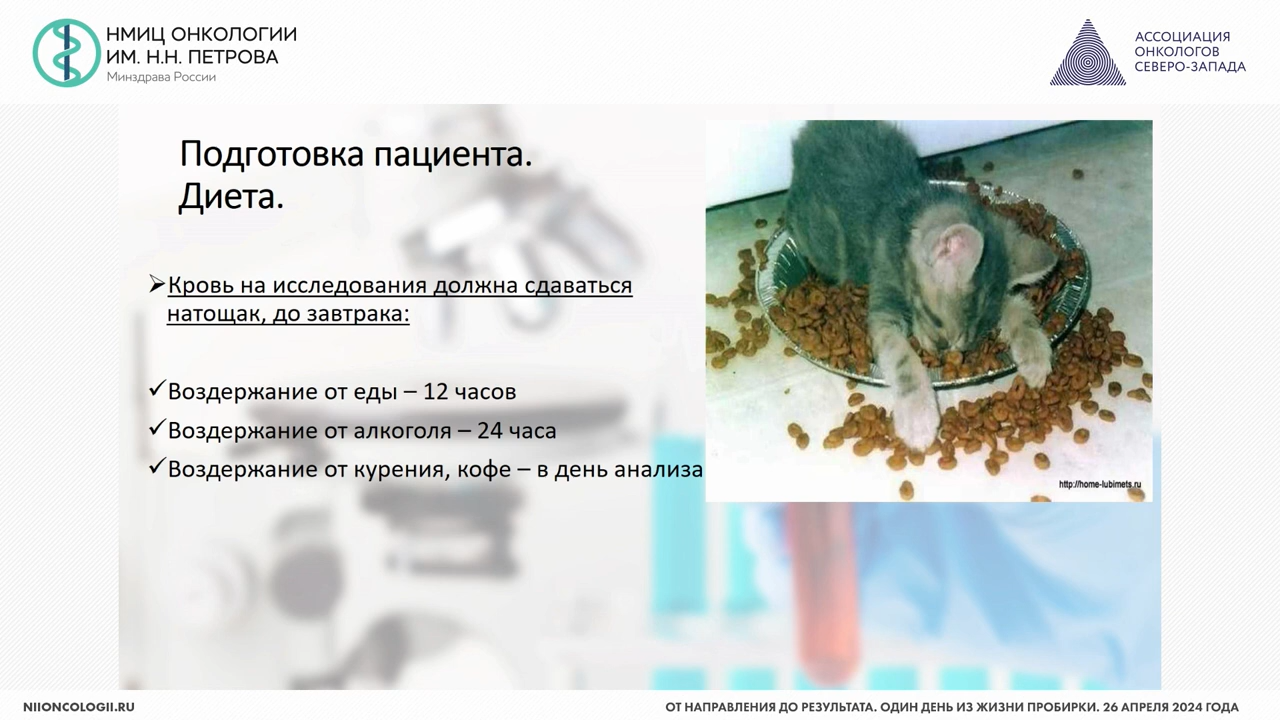 НМИЦ ОНКОЛОГИИ
ИМ. Н.Н. ПЕТРОВА
Минздрава России
АССОЦИАЦИЯ
ОНКОЛОГОВ
СЕВЕРО-ЗАПАДА
Подготовка пациента.
Диета.
Кровь на исследования должна сдаваться
натощак, до завтрака:
Воздержание от еды – 12 часов
Воздержание от алкоголя – 24 часа
Воздержание от курения, кофе – в день анализа
http://home-lubimets.ru
NIIONCOLOGII.RU
ОТ НАПРАВЛЕНИЯ ДО РЕЗУЛЬТАТА. ОДИН ДЕНЬ ИЗ ЖИЗНИ ПРОБИРКИ. 26 АПРЕЛЯ 2024 ГОДА